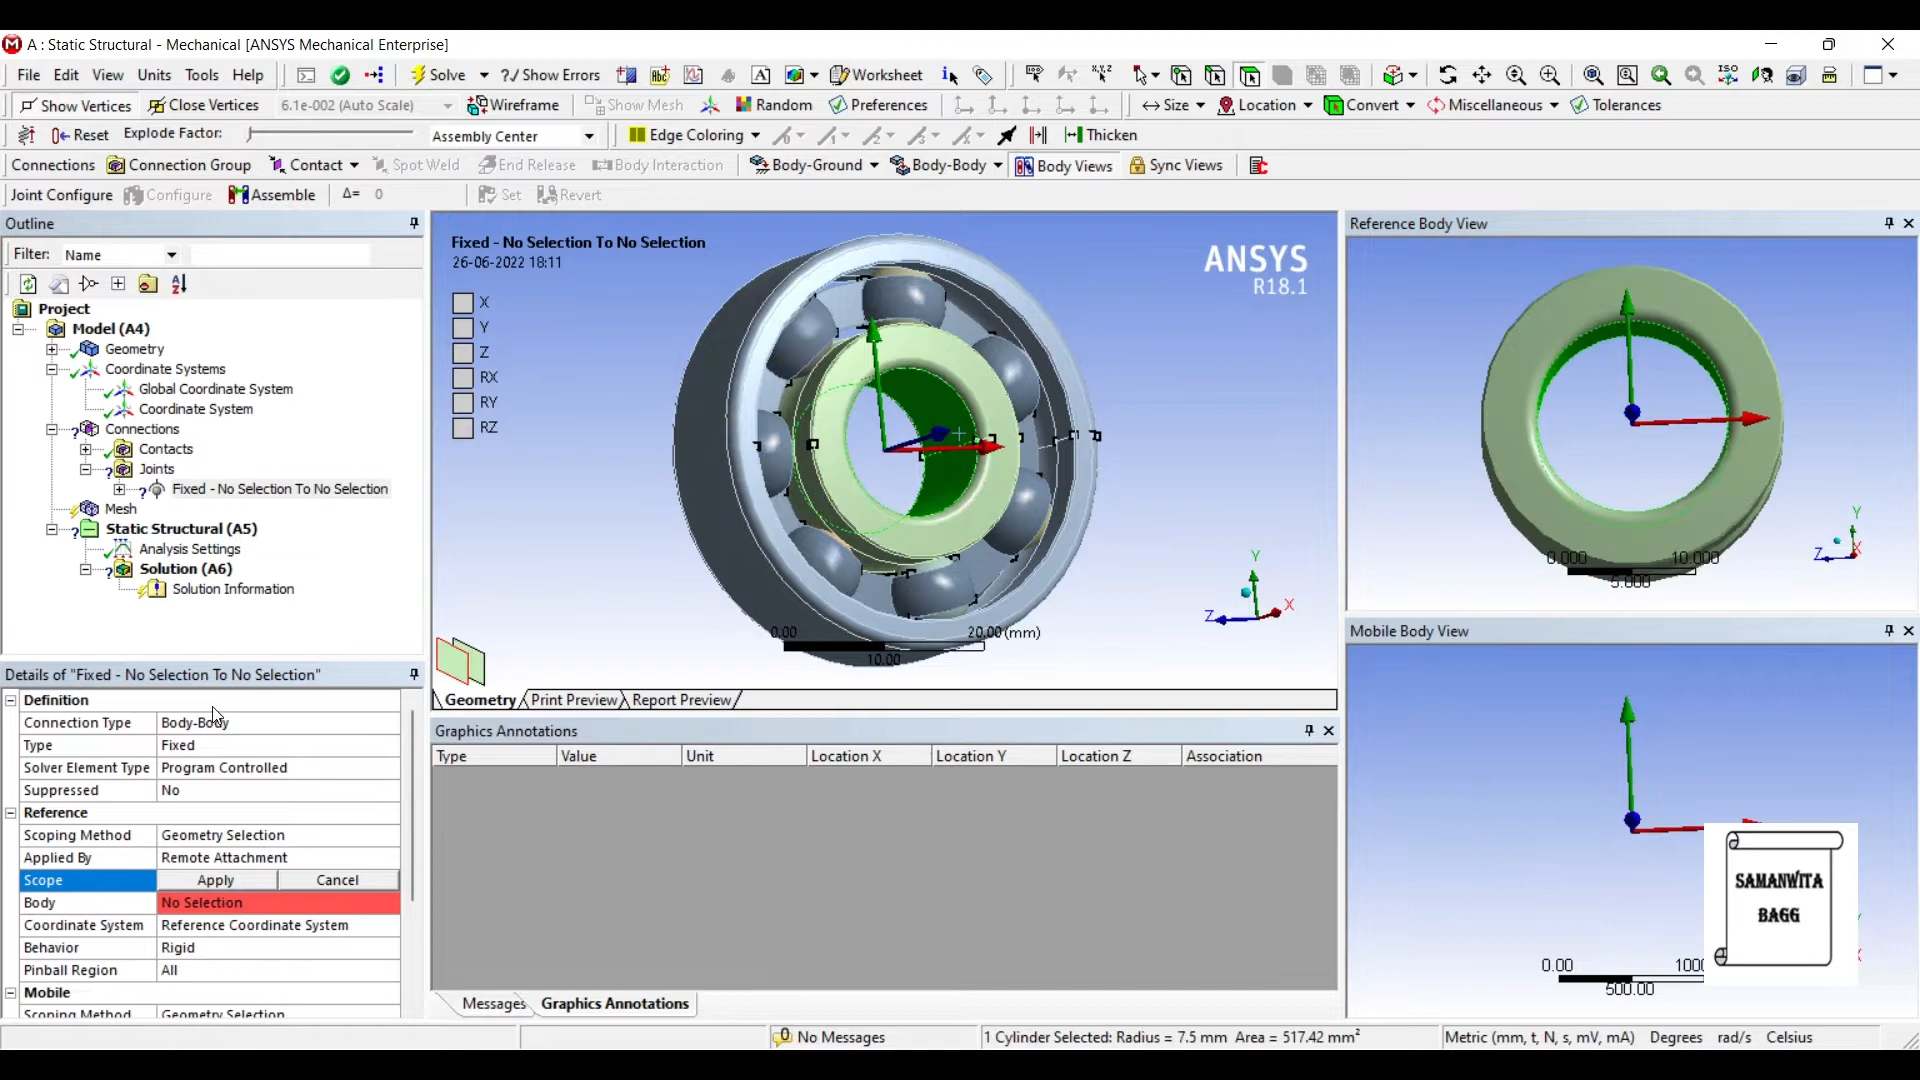 A : Static Structural - Mechanical [ANSYS Mechanical Enterprise]
File Edit View Units Tools Help Solve ?/ Show Errors Worksheet
Show Vertices Close Vertices 6.1e-002 (Auto Scale) Wireframe Show Mesh Random Preferences Size Location Convert Miscellaneous Tolerances
Reset Explode Factor: Assembly Center Edge Coloring Thicken
Connections Connection Group Contact Spot Weld End Release Body Interaction Body-Ground Body-Body Body Views Sync Views
Joint Configure Configure Assemble Δ= 0 Set Revert
Outline
Filter: Name
Project
Model (A4)
Geometry
Coordinate Systems
Global Coordinate System
Coordinate System
Connections
Contacts
Joints
Fixed - No Selection To No Selection
Mesh
Static Structural (A5)
Analysis Settings
Solution (A6)
Solution Information
Details of "Fixed - No Selection To No Selection"
Definition
Connection Type Body-Body
Type Fixed
Solver Element Type Program Controlled
Suppressed No
Reference
Scoping Method Geometry Selection
Applied By Remote Attachment
Scope Apply Cancel
Body No Selection
Coordinate System Reference Coordinate System
Behavior Rigid
Pinball Region All
Mobile
Scoping Method Geometry Selection
Fixed - No Selection To No Selection
26-06-2022 18:11
X
Y
Z
RX
RY
RZ
ANSYS
R18.1
0.00 20.00 (mm)
10.00
Y
Z X
Geometry Print Preview Report Preview
Graphics Annotations
Type Value Unit Location X Location Y Location Z Association
Messages Graphics Annotations
Reference Body View
0.000 10.000
5.000
Y
Z X
Mobile Body View
0.00 1000
500.00
SAMANWITA
BAGG
No Messages 1 Cylinder Selected: Radius = 7.5 mm Area = 517.42 mm² Metric (mm, t, N, s, mV, mA) Degrees rad/s Celsius